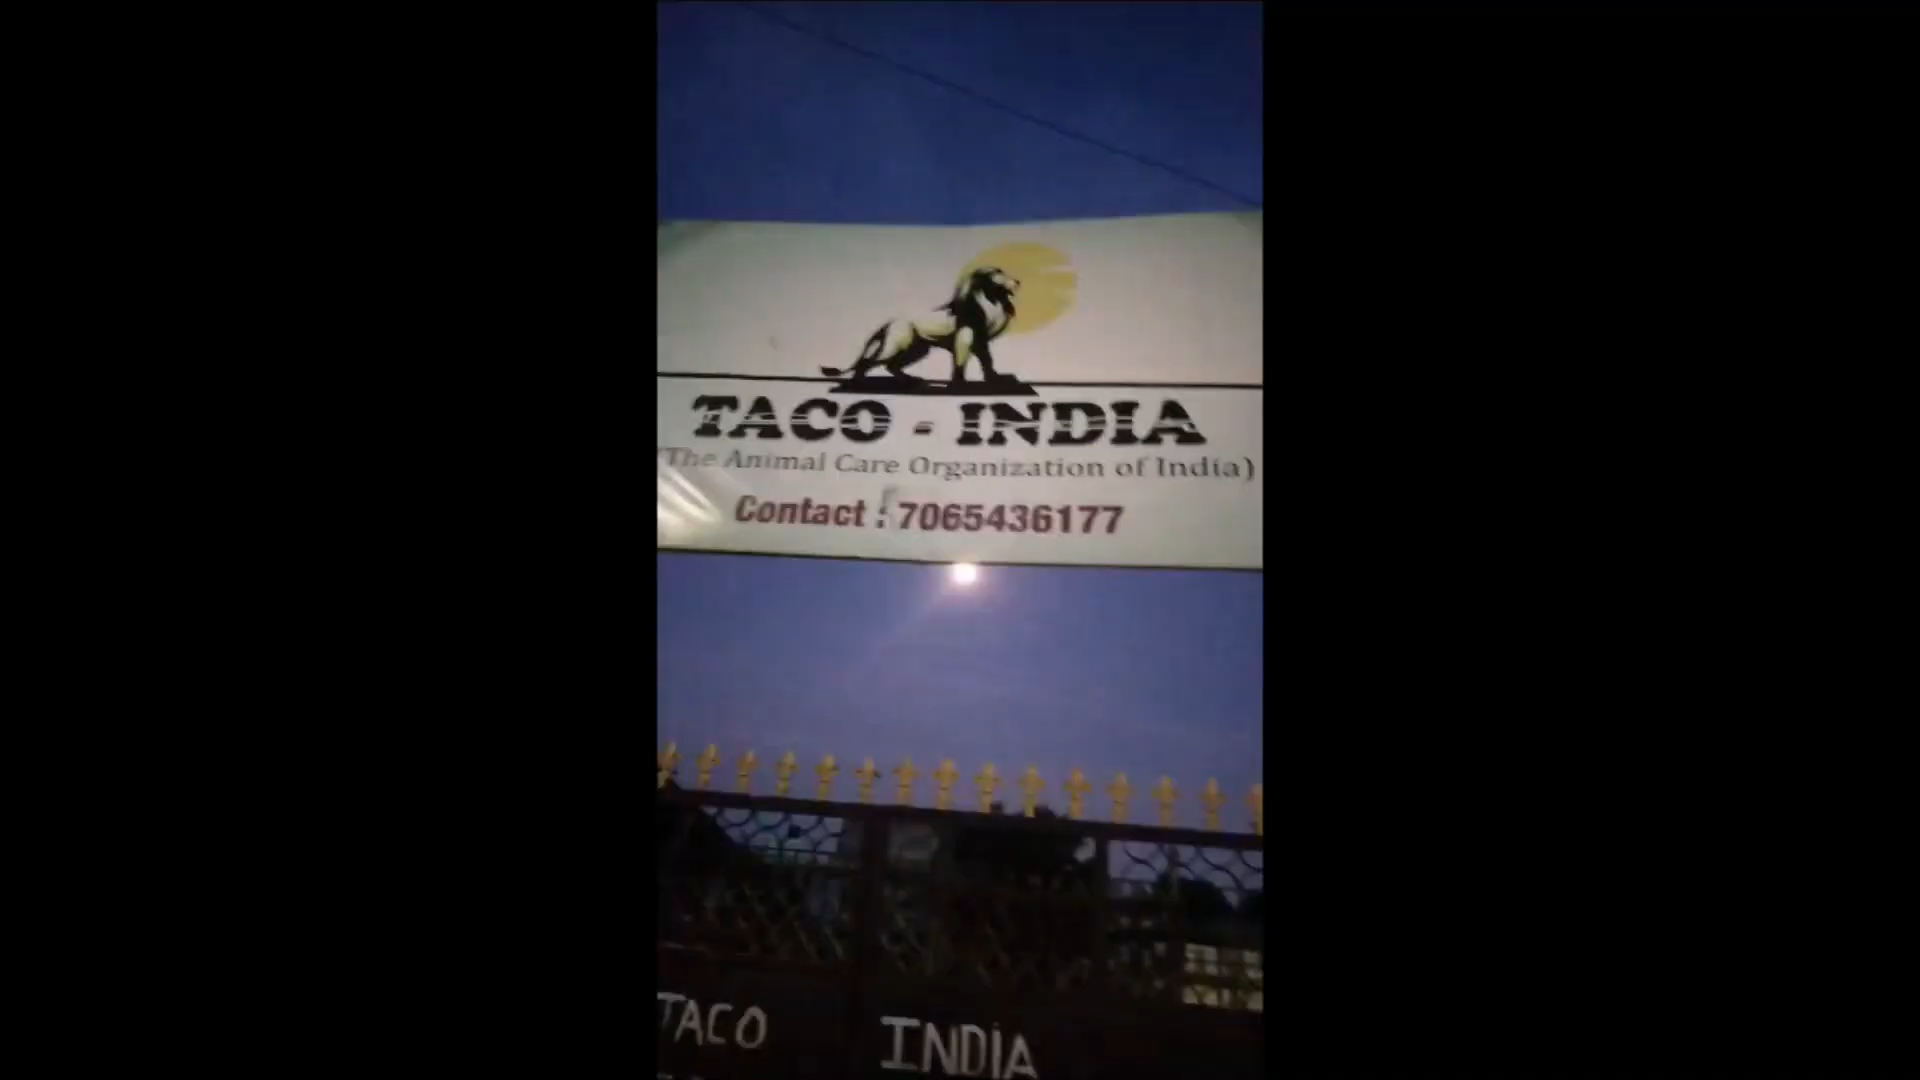 TACO - INDIA
(The Animal Care Organization of India)
Contact : 7065436177
TACO INDIA